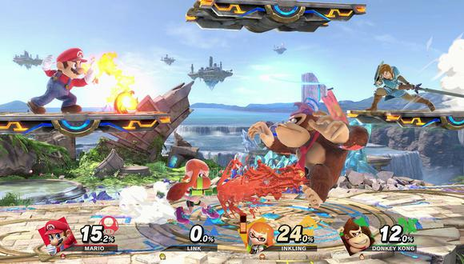 15.2%
MARIO
0.0%
LINK
24.0%
INKLING
12.0%
DONKEY KONG